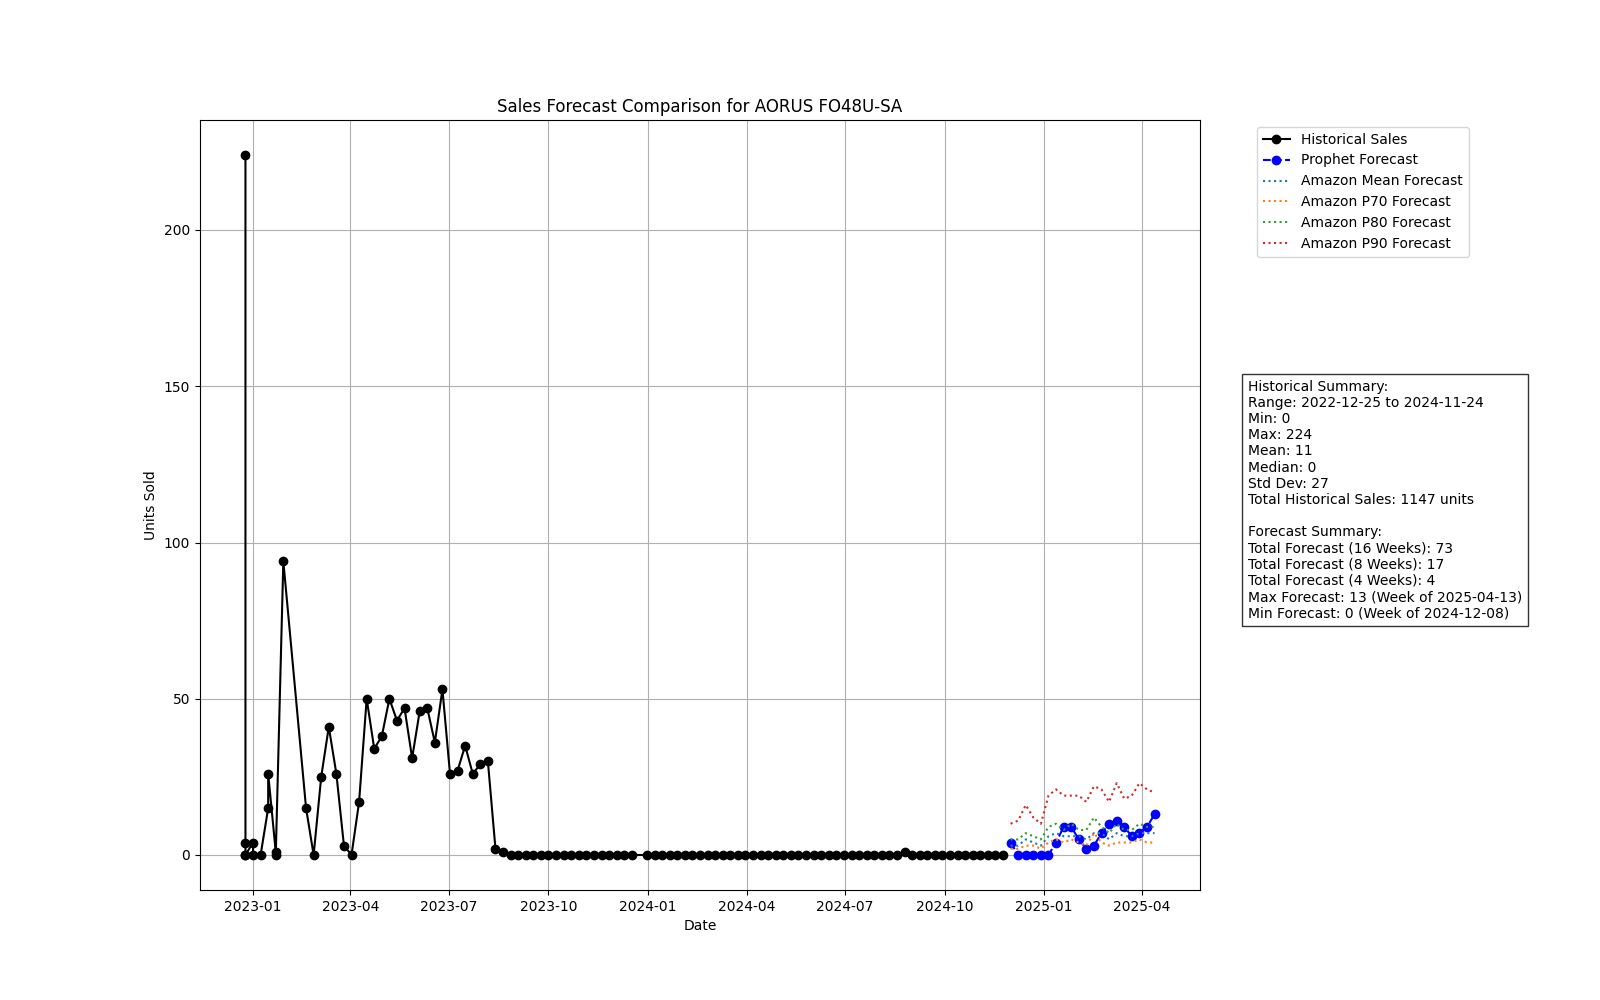 Sales Forecast Comparison for AORUS FO48U-SA
Historical Sales
Prophet Forecast
Amazon Mean Forecast
Amazon P70 Forecast
Amazon P80 Forecast
Amazon P90 Forecast
200
150
100
50
0
Units Sold
2023-01 2023-04 2023-07 2023-10 2024-01 2024-04 2024-07 2024-10 2025-01 2025-04
Date
Historical Summary:
Range: 2022-12-25 to 2024-11-24
Min: 0
Max: 224
Mean: 11
Median: 0
Std Dev: 27
Total Historical Sales: 1147 units
Forecast Summary:
Total Forecast (16 Weeks): 73
Total Forecast (8 Weeks): 17
Total Forecast (4 Weeks): 4
Max Forecast: 13 (Week of 2025-04-13)
Min Forecast: 0 (Week of 2024-12-08)